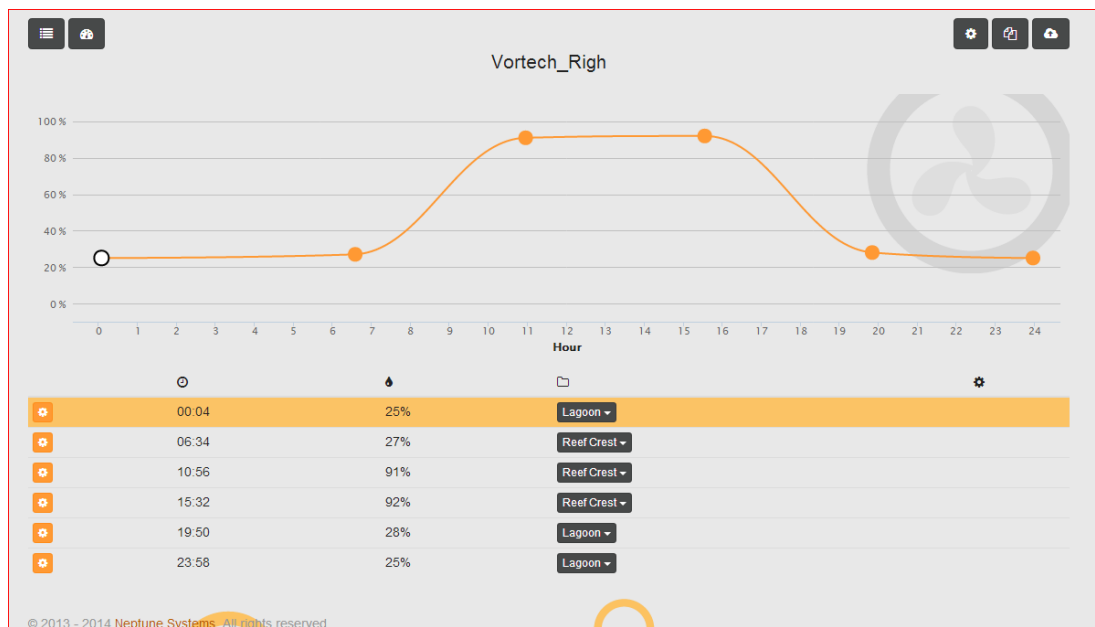 Vortech_Righ
100 %
80 %
60 %
40 %
20 %
0 %
0 1 2 3 4 5 6 7 8 9 10 11 12 13 14 15 16 17 18 19 20 21 22 23 24
Hour
00:04 25% Lagoon
06:34 27% Reef Crest
10:56 91% Reef Crest
15:32 92% Reef Crest
19:50 28% Lagoon
23:58 25% Lagoon
© 2013 - 2014 Neptune Systems. All rights reserved